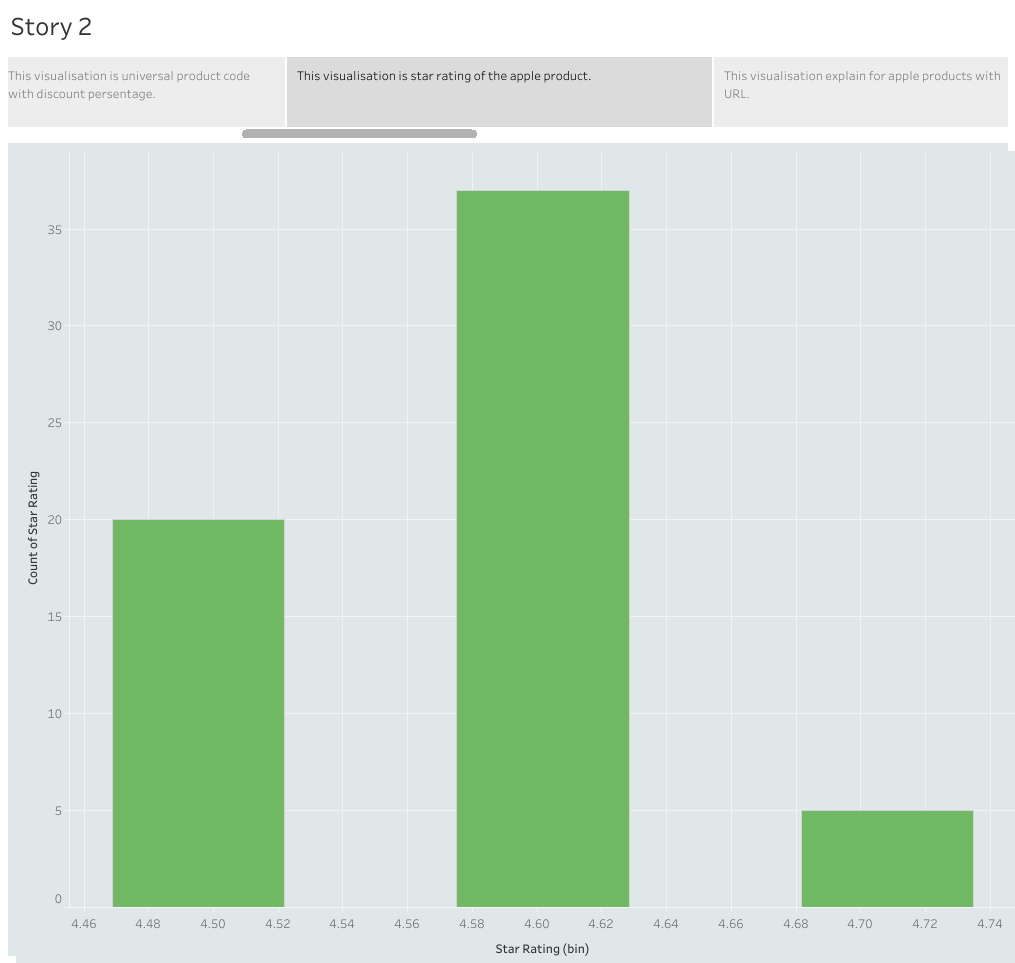 Story 2
This visualisation is universal product code
with discount persentage.
This visualisation is star rating of the apple product.
This visualisation explain for apple products with
URL.
35
30
25
20
15
10
5
0
Count of Star Rating
4.46 4.48 4.50 4.52 4.54 4.56 4.58 4.60 4.62 4.64 4.66 4.68 4.70 4.72 4.74
Star Rating (bin)